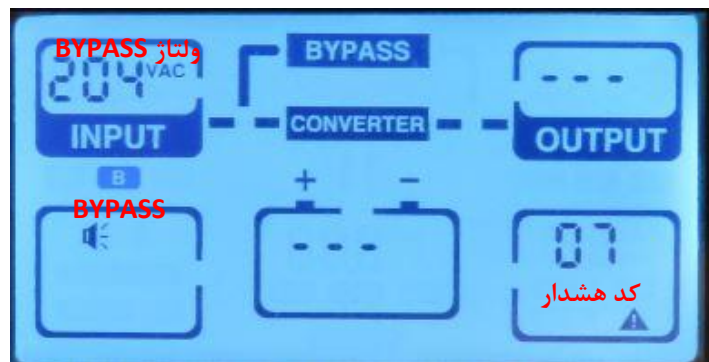 ولتاژ BYPASS
204 VAC
INPUT
BYPASS
CONVERTER
---
OUTPUT
B
BYPASS
+ -
---
07
کد هشدار